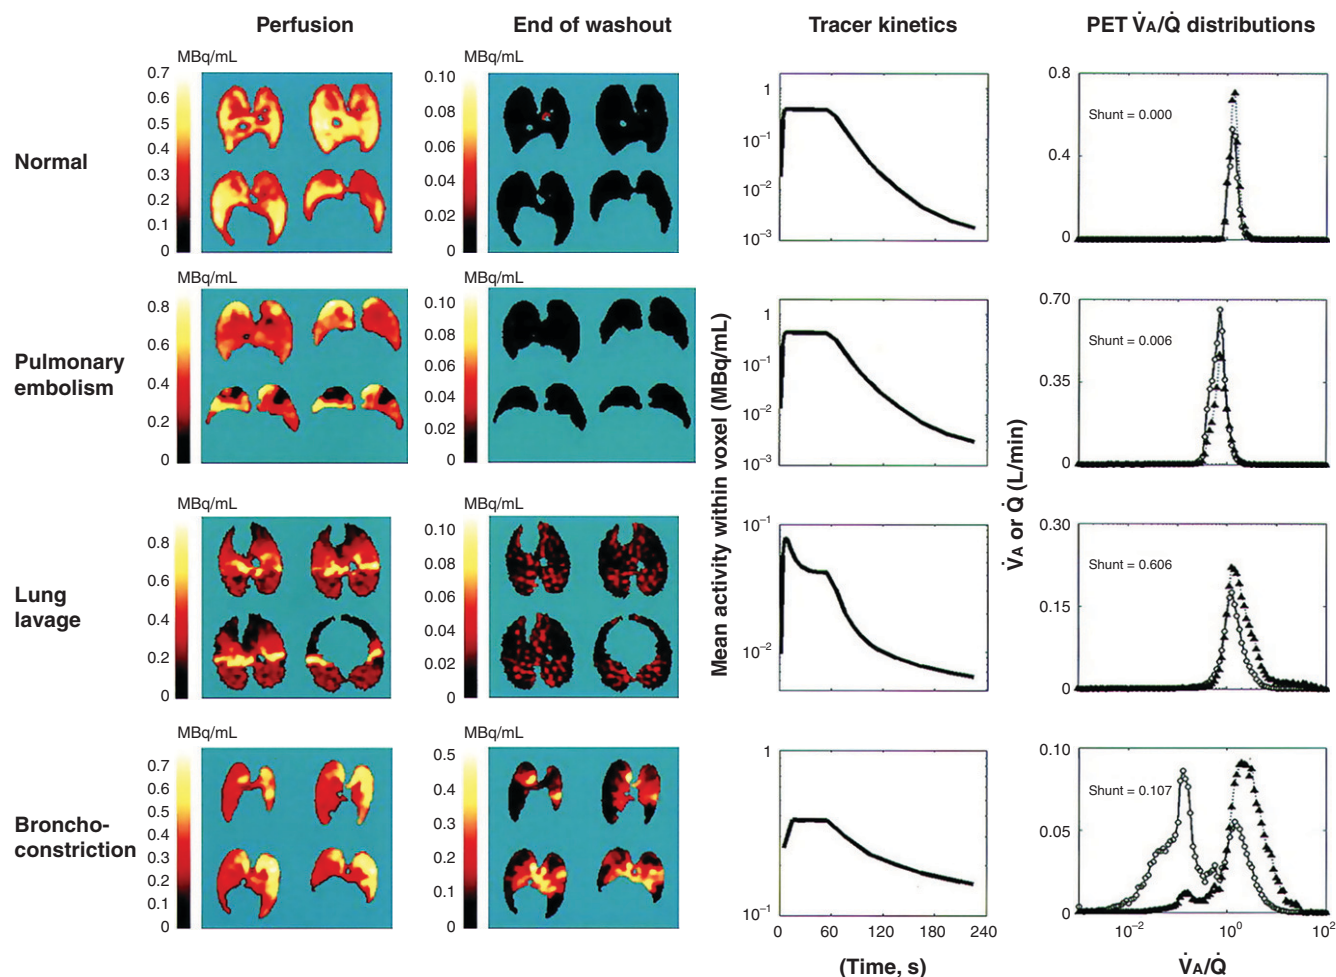 Perfusion
End of washout
Tracer kinetics
PET V̇A/Q̇ distributions
Normal
MBq/mL
0.7
0.6
0.5
0.4
0.3
0.2
0.1
0
MBq/mL
0.10
0.08
0.06
0.04
0.02
0
1
10⁻¹
10⁻²
10⁻³
0.8
0.4
0
Shunt = 0.000
Pulmonary
embolism
MBq/mL
0.8
0.6
0.4
0.2
0
MBq/mL
0.10
0.08
0.06
0.04
0.02
0
Mean activity within voxel (MBq/mL)
1
10⁻¹
10⁻²
10⁻³
V̇A or Q̇ (L/min)
0.70
0.35
0
Shunt = 0.006
Lung
lavage
MBq/mL
0.8
0.6
0.4
0.2
0
MBq/mL
0.10
0.08
0.06
0.04
0.02
0
10⁻¹
10⁻²
0.30
0.15
0
Shunt = 0.606
Broncho-
constriction
MBq/mL
0.7
0.6
0.5
0.4
0.3
0.2
0.1
0
MBq/mL
0.5
0.4
0.3
0.2
0.1
0
1
10⁻¹
0 60 120 180 240
(Time, s)
0.10
0.05
0
Shunt = 0.107
10⁻² 10⁰ 10²
V̇A/Q̇